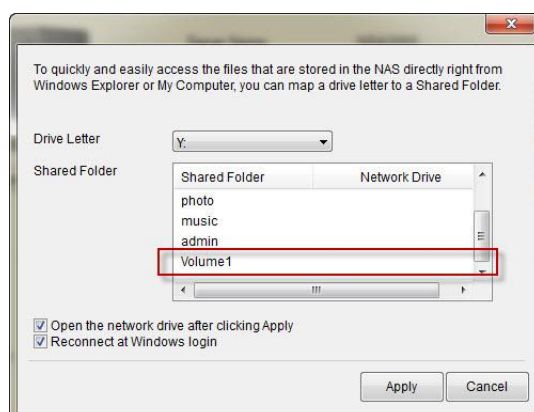 To quickly and easily access the files that are stored in the NAS directly right from
Windows Explorer or My Computer, you can map a drive letter to a Shared Folder.
Drive Letter
Y:
Shared Folder
Shared Folder Network Drive
photo
music
admin
Volume1
Open the network drive after clicking Apply
Reconnect at Windows login
Apply Cancel